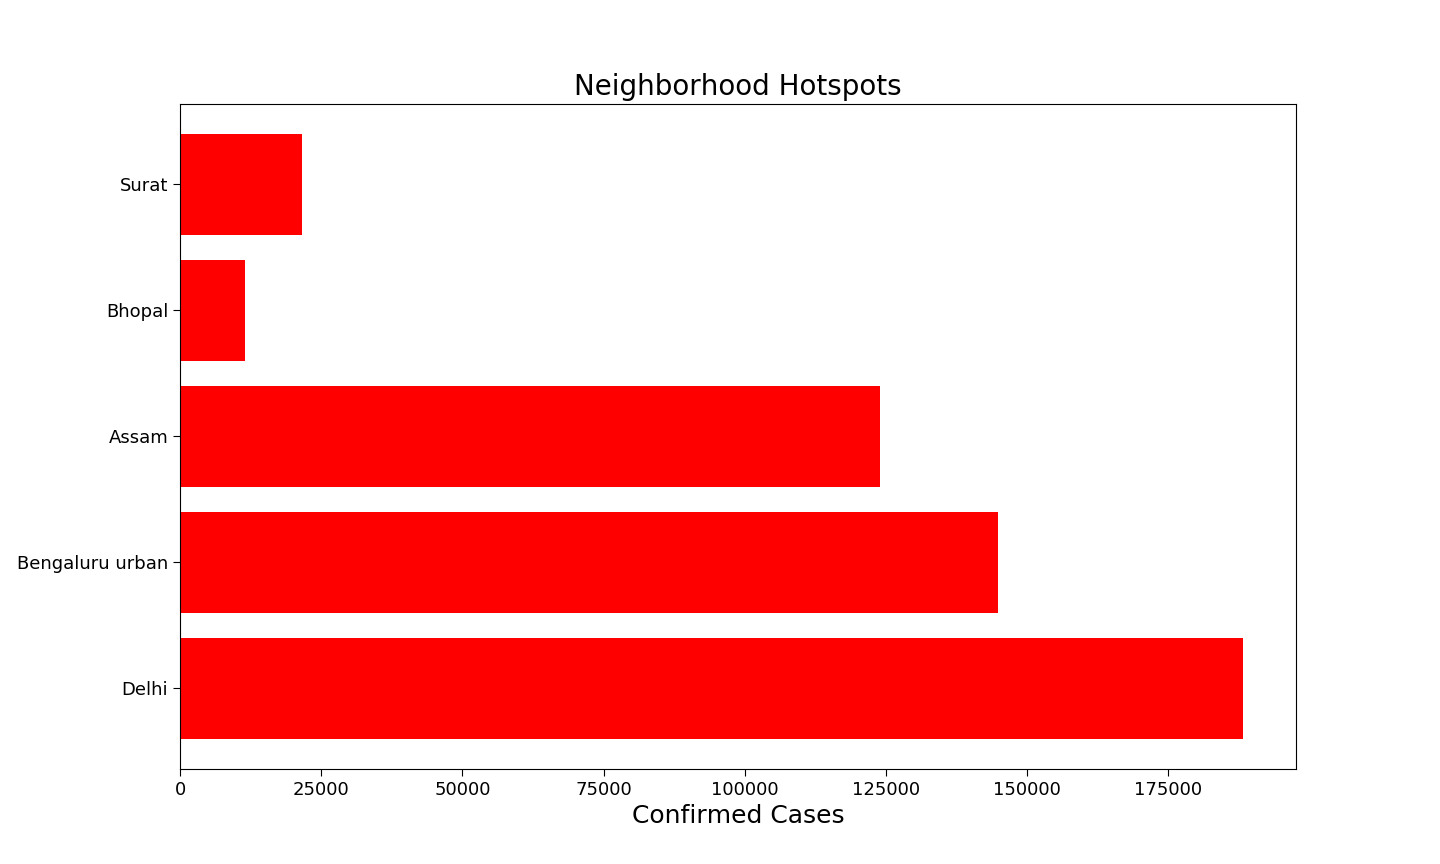 Neighborhood Hotspots
Surat
Bhopal
Assam
Bengaluru urban
Delhi
0 25000 50000 75000 100000 125000 150000 175000
Confirmed Cases